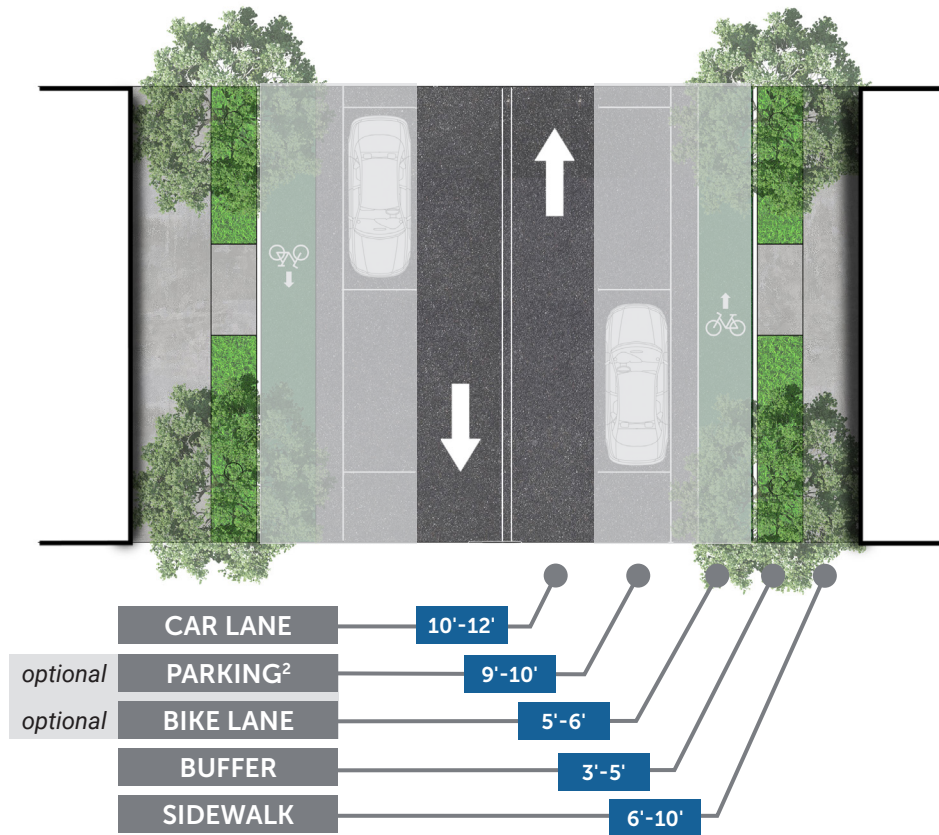 CAR LANE 10'-12'
optional PARKING² 9'-10'
optional BIKE LANE 5'-6'
BUFFER 3'-5'
SIDEWALK 6'-10'